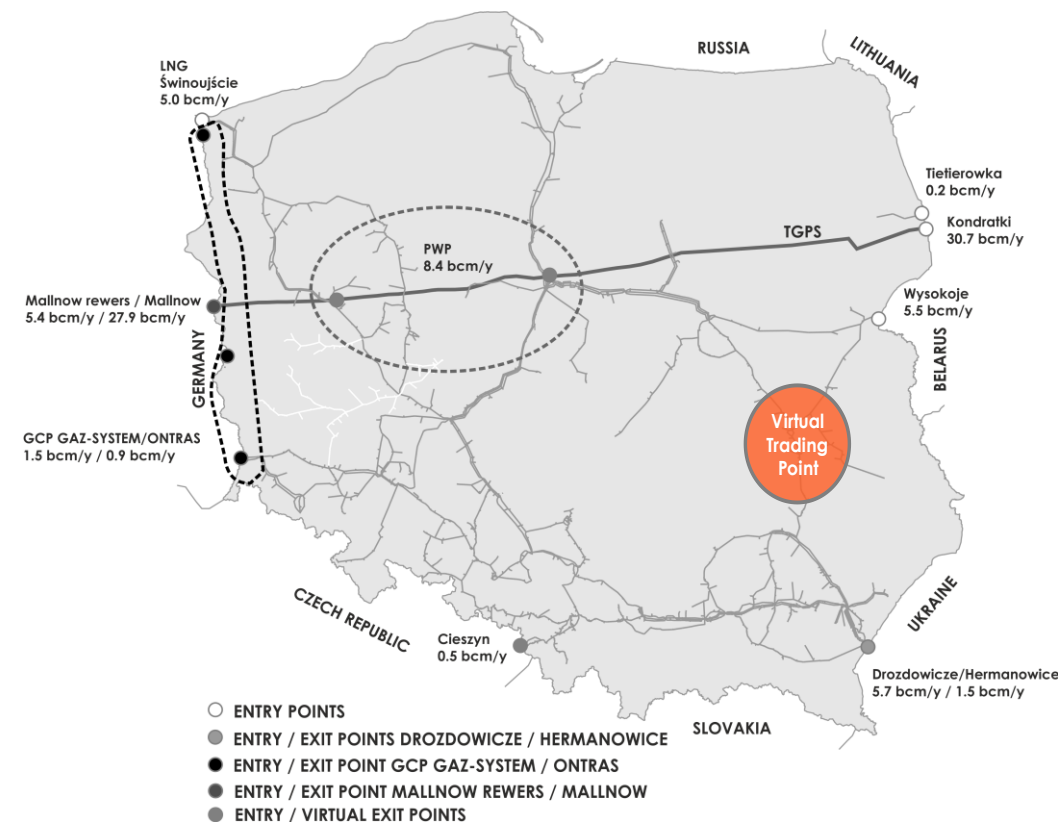 RUSSIA
LITHUANIA
LNG
Świnoujście
5.0 bcm/y
Tietierowka
0.2 bcm/y
Kondratki
30.7 bcm/y
TGPS
PWP
8.4 bcm/y
Wysokoje
5.5 bcm/y
Mallnow rewers / Mallnow
5.4 bcm/y / 27.9 bcm/y
GERMANY
BELARUS
Virtual
Trading
Point
GCP GAZ-SYSTEM/ONTRAS
1.5 bcm/y / 0.9 bcm/y
CZECH REPUBLIC
UKRAINE
Cieszyn
0.5 bcm/y
Drozdowicze/Hermanowice
5.7 bcm/y / 1.5 bcm/y
SLOVAKIA
ENTRY POINTS
ENTRY / EXIT POINTS DROZDOWICZE / HERMANOWICE
ENTRY / EXIT POINT GCP GAZ-SYSTEM / ONTRAS
ENTRY / EXIT POINT MALLNOW REWERS / MALLNOW
ENTRY / VIRTUAL EXIT POINTS